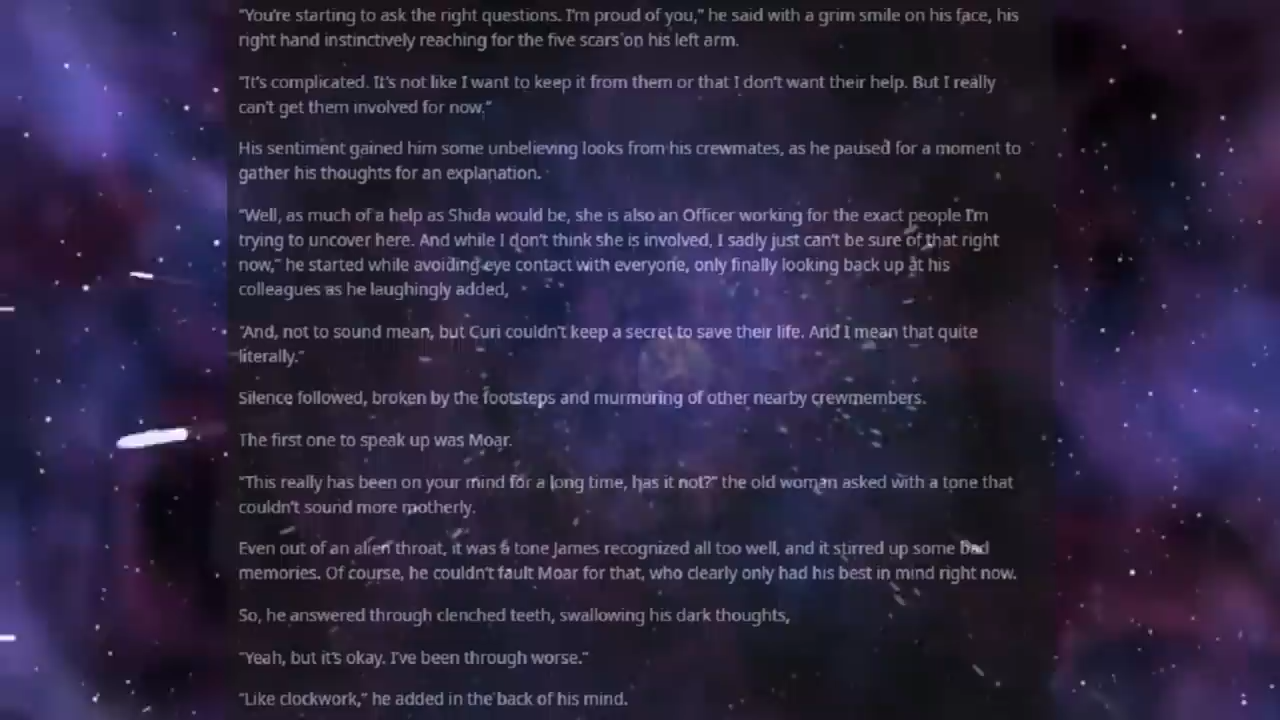 “You’re starting to ask the right questions. I’m proud of you,” he said with a grim smile on his face, his
right hand instinctively reaching for the five scars on his left arm.
“It’s complicated. It’s not like I want to keep it from them or that I don’t want their help. But I really
can’t get them involved for now.”
His sentiment gained him some unbelieving looks from his crewmates, as he paused for a moment to
gather his thoughts for an explanation.
“Well, as much of a help as Shida would be, she is also an Officer working for the exact people I’m
trying to uncover here. And while I don’t think she is involved, I sadly just can’t be sure of that right
now,” he started while avoiding eye contact with everyone, only finally looking back up at his
colleagues as he laughingly added,
“And, not to sound mean, but Curi couldn’t keep a secret to save their life. And I mean that quite
literally.”
Silence followed, broken by the footsteps and murmuring of other nearby crewmembers.
The first one to speak up was Moar.
“This really has been on your mind for a long time, has it not?” the old woman asked with a tone that
couldn’t sound more motherly.
Even out of an alien throat, it was a tone James recognized all too well, and it stirred up some bad
memories. Of course, he couldn’t fault Moar for that, who clearly only had his best in mind right now.
So, he answered through clenched teeth, swallowing his dark thoughts,
“Yeah, but it’s okay. I’ve been through worse.”
“Like clockwork,” he added in the back of his mind.